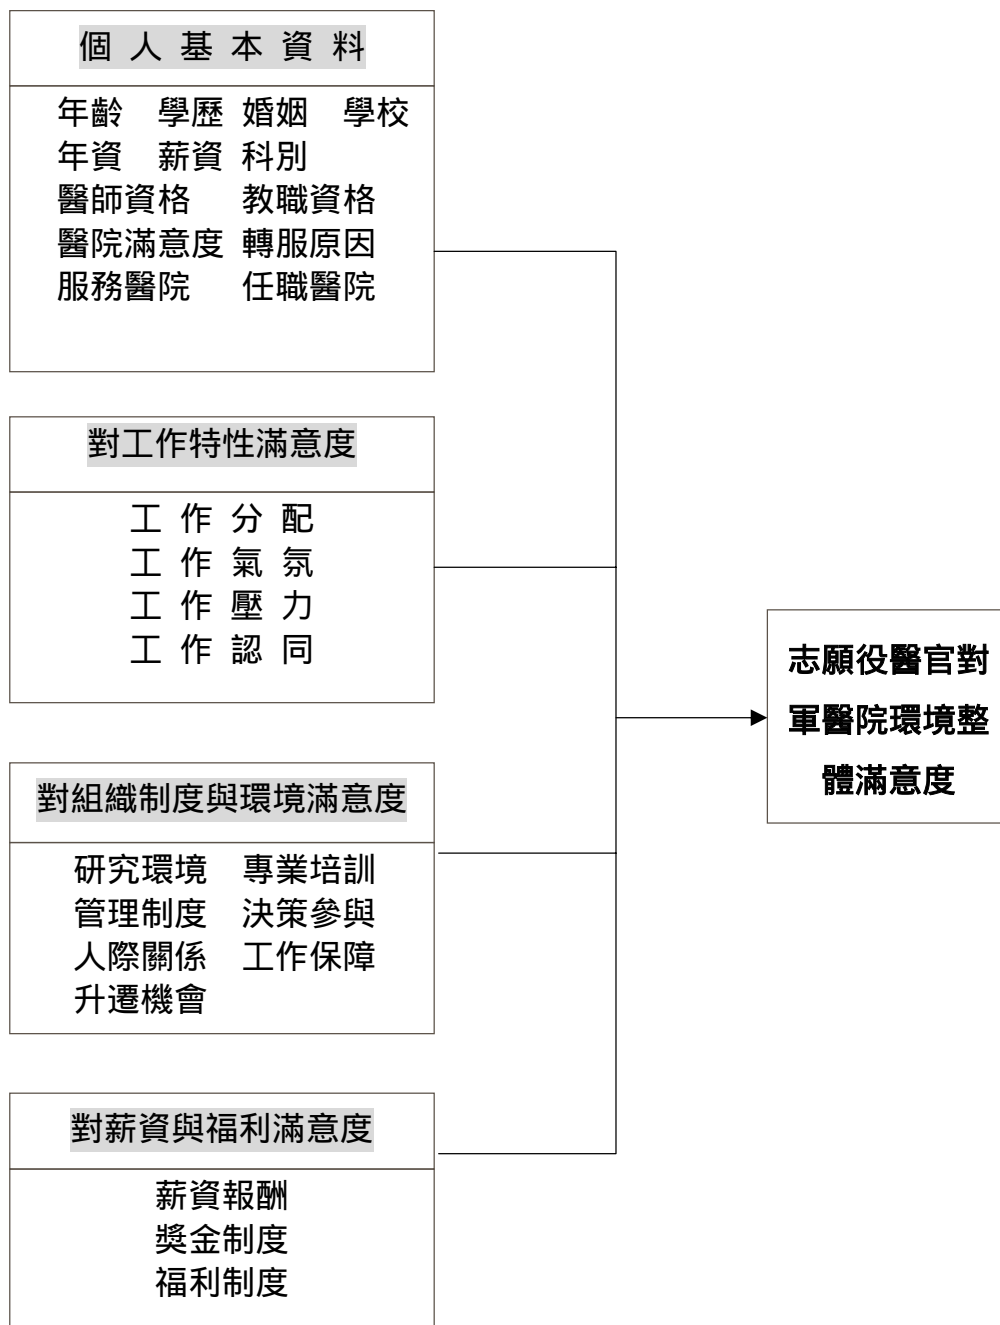 個 人 基 本 資 料
年齡 學歷 婚姻 學校
年資 薪資 科別
醫師資格 教職資格
醫院滿意度 轉服原因
服務醫院 任職醫院
對工作特性滿意度
工 作 分 配
工 作 氣 氛
工 作 壓 力
工 作 認 同
對組織制度與環境滿意度
研究環境 專業培訓
管理制度 決策參與
人際關係 工作保障
升遷機會
對薪資與福利滿意度
薪資報酬
獎金制度
福利制度
志願役醫官對
軍醫院環境整
體滿意度